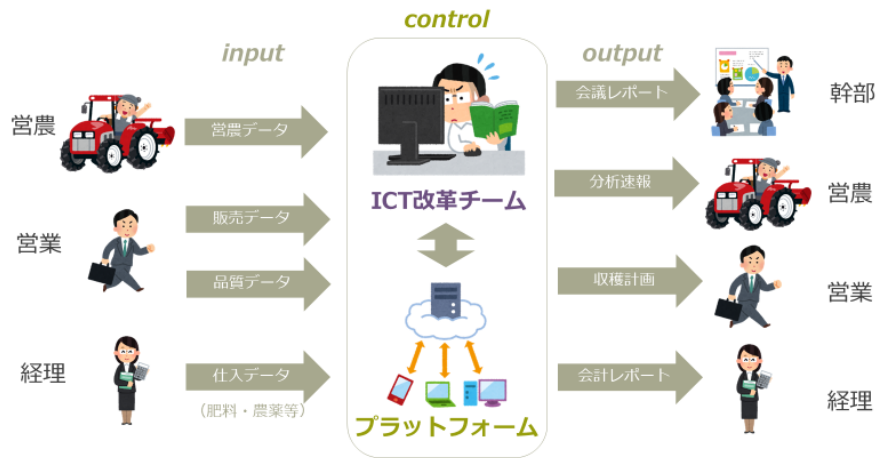 control
input
output
営農
営農データ
営業
販売データ
品質データ
経理
仕入データ
（肥料・農薬等）
ICT改革チーム
プラットフォーム
会議レポート
幹部
分析速報
営農
収穫計画
営業
会計レポート
経理